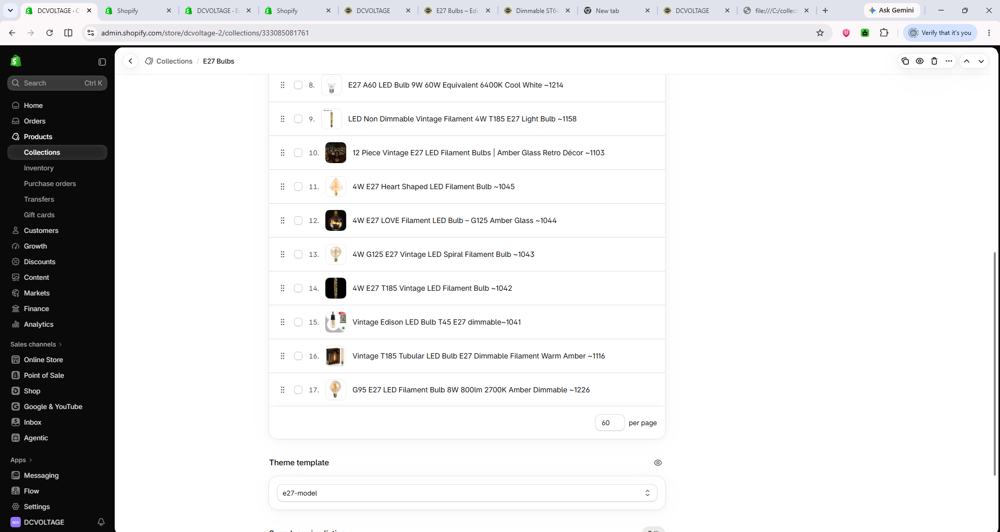 DCVOLTAGE · C
Shopify
DCVOLTAGE · E
Shopify
DCVOLTAGE
E27 Bulbs – Edi
Dimmable ST64
New tab
DCVOLTAGE
file:///C:/collect
Ask Gemini
admin.shopify.com/store/dcvoltage-2/collections/333085081761
Verify that it's you
Search Ctrl K
Home
Orders
Products
Collections
Inventory
Purchase orders
Transfers
Gift cards
Customers
Growth
Discounts
Content
Markets
Finance
Analytics
Sales channels
Online Store
Point of Sale
Shop
Google & YouTube
Inbox
Agentic
Apps
Messaging
Flow
Settings
DCV DCVOLTAGE
Collections / E27 Bulbs
8. E27 A60 LED Bulb 9W 60W Equivalent 6400K Cool White ~1214
9. LED Non Dimmable Vintage Filament 4W T185 E27 Light Bulb ~1158
10. 12 Piece Vintage E27 LED Filament Bulbs | Amber Glass Retro Décor ~1103
11. 4W E27 Heart Shaped LED Filament Bulb ~1045
12. 4W E27 LOVE Filament LED Bulb – G125 Amber Glass ~1044
13. 4W G125 E27 Vintage LED Spiral Filament Bulb ~1043
14. 4W E27 T185 Vintage LED Filament Bulb ~1042
15. Vintage Edison LED Bulb T45 E27 dimmable~1041
16. Vintage T185 Tubular LED Bulb E27 Dimmable Filament Warm Amber ~1116
17. G95 E27 LED Filament Bulb 8W 800lm 2700K Amber Dimmable ~1226
60 per page
Theme template
e27-model